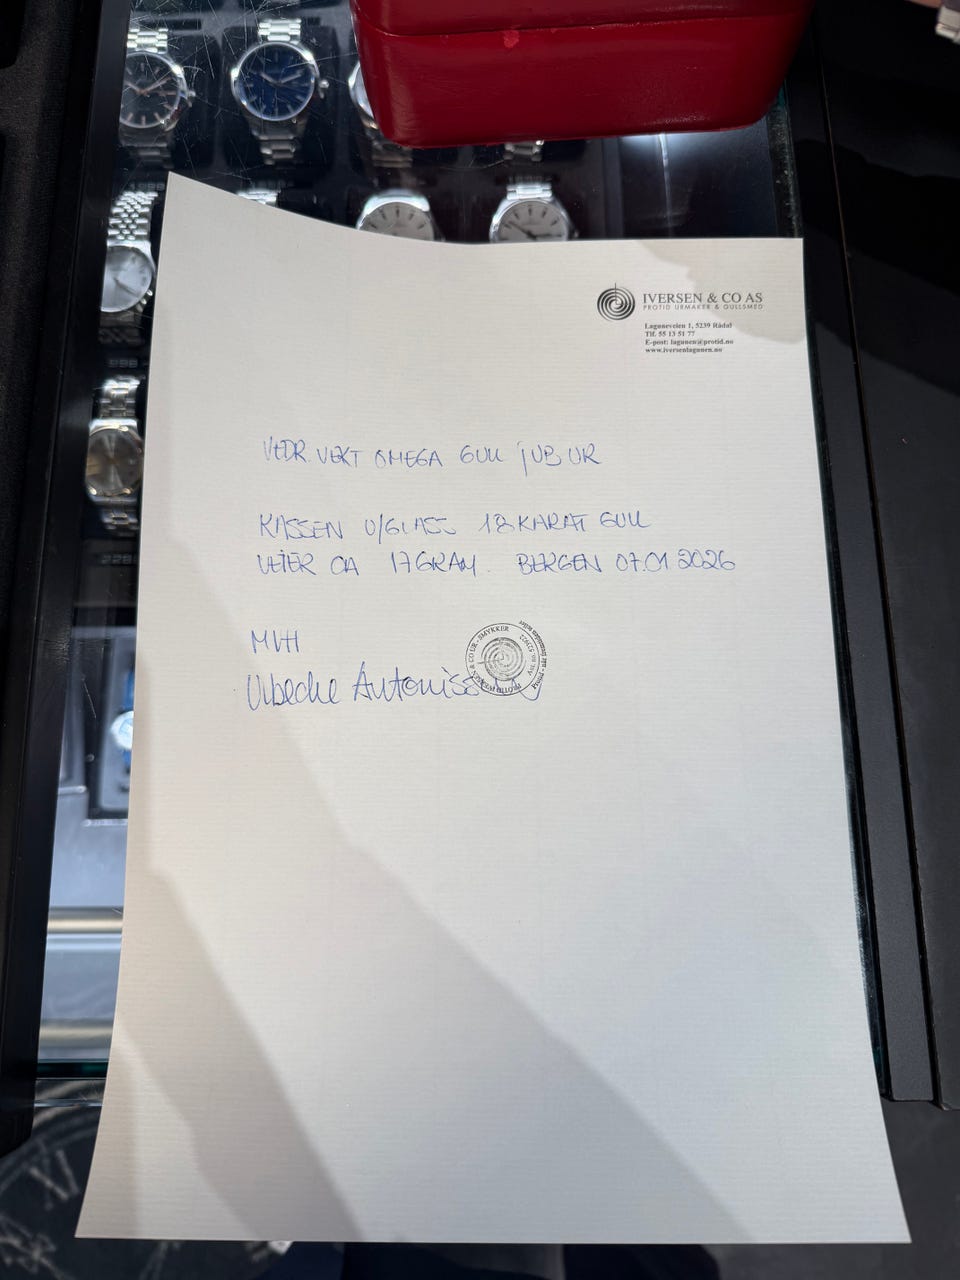 IVERSEN & CO AS
PROTID URMAKER & GULLSMED
Laguneveien 1, 5239 Rådal
Tlf. 55 13 51 77
E-post: lagunen@protid.no
www.iversenlagunen.no
VEDR. VEKT OMEGA GULL JUB UR
KASSEN U/GLASS 18 KARAT GULL
VEIER CA 17 GRAM. BERGEN 07.01 2026
MVH
Vibeche Antoniss